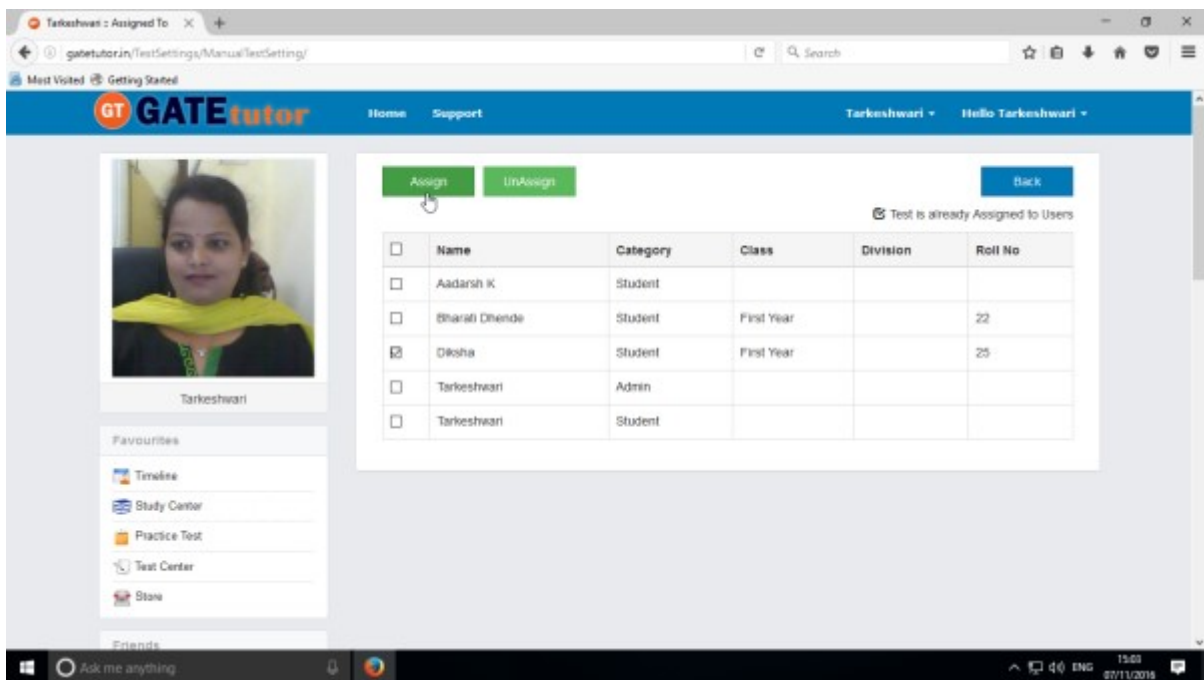 Tarkeshwari :: Assigned To
gatetutor.in/TestSettings/ManualTestSetting/
Search
Most Visited Getting Started
GT GATEtutor Home Support Tarkeshwari Hello Tarkeshwari
Assign UnAssign Back
Test is already Assigned to Users
Name Category Class Division Roll No
Aadarsh K Student
Bharati Dhende Student First Year 22
Diksha Student First Year 25
Tarkeshwari Admin
Tarkeshwari Student
Tarkeshwari
Favourites
Timeline
Study Center
Practice Test
Test Center
Store
Friends
Ask me anything ENG 15:03
07/11/2016